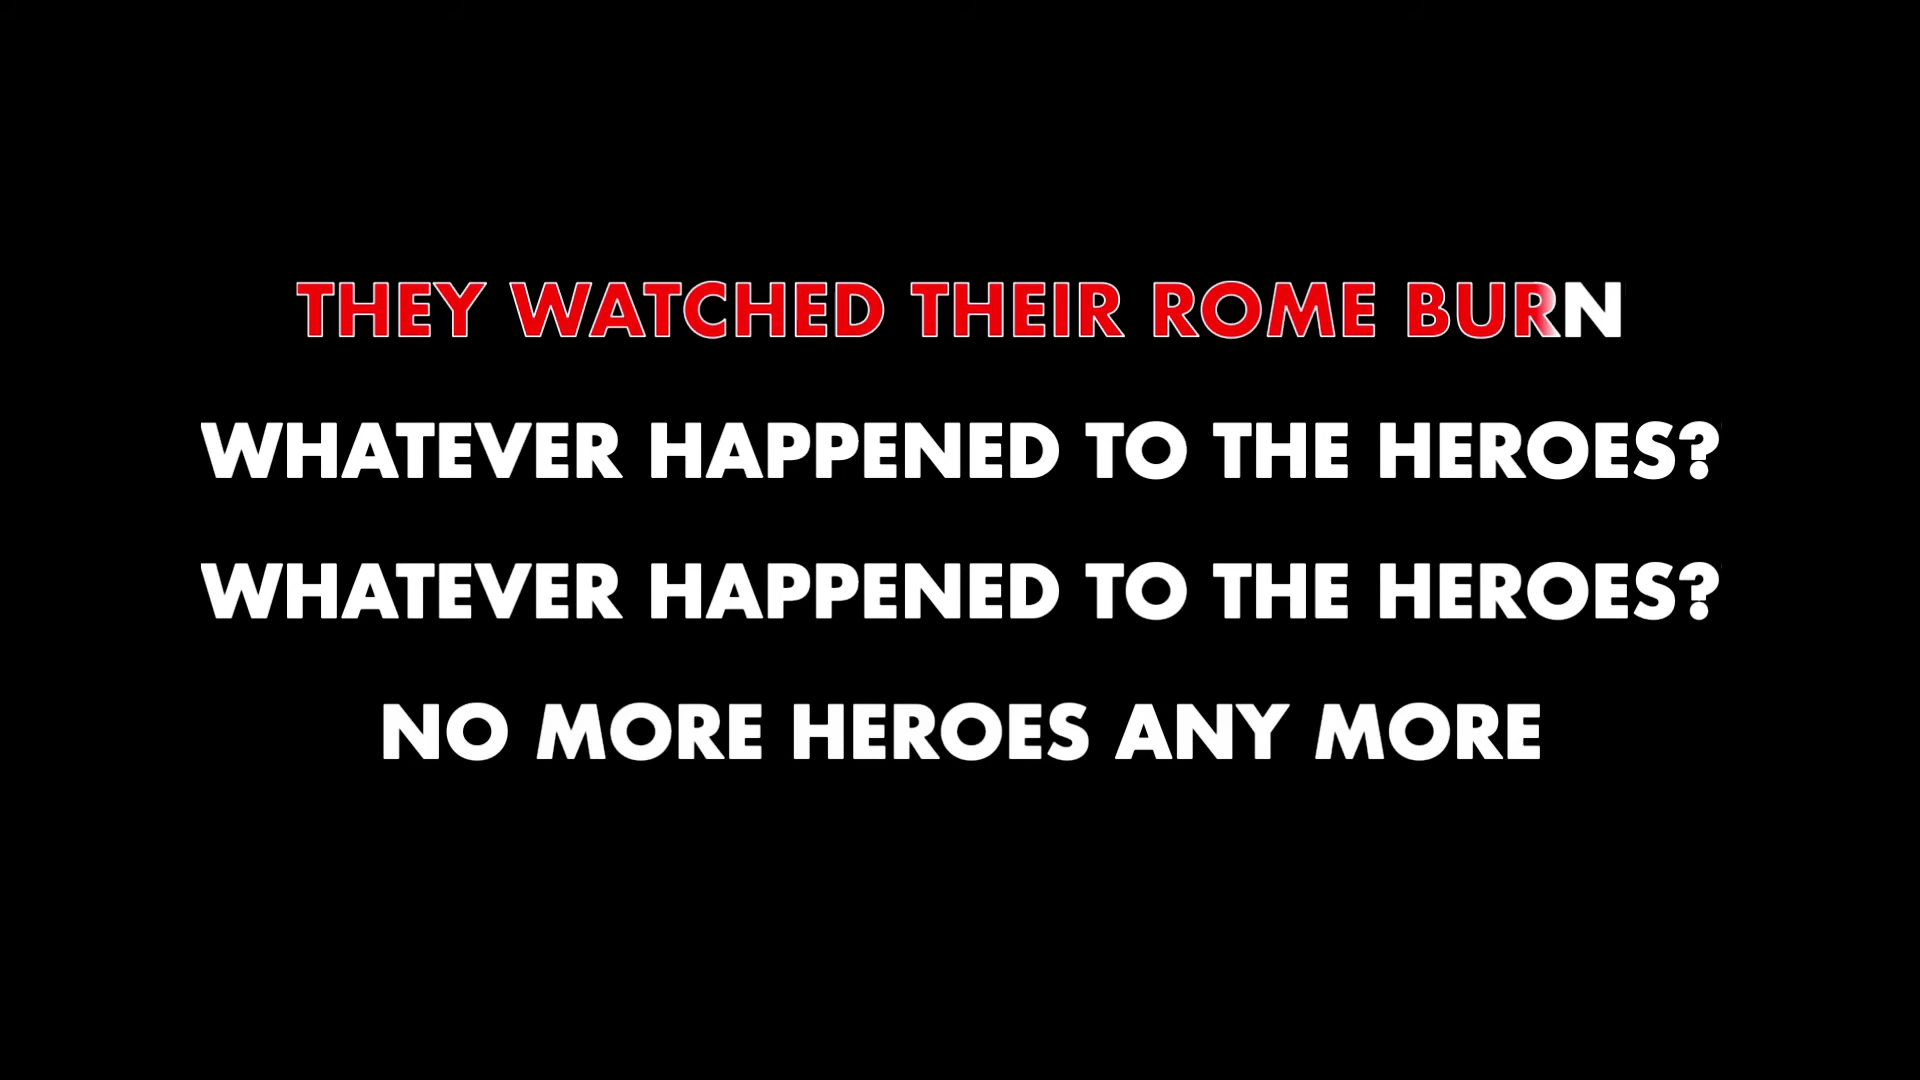 THEY WATCHED THEIR ROME BURN
WHATEVER HAPPENED TO THE HEROES?
WHATEVER HAPPENED TO THE HEROES?
NO MORE HEROES ANY MORE